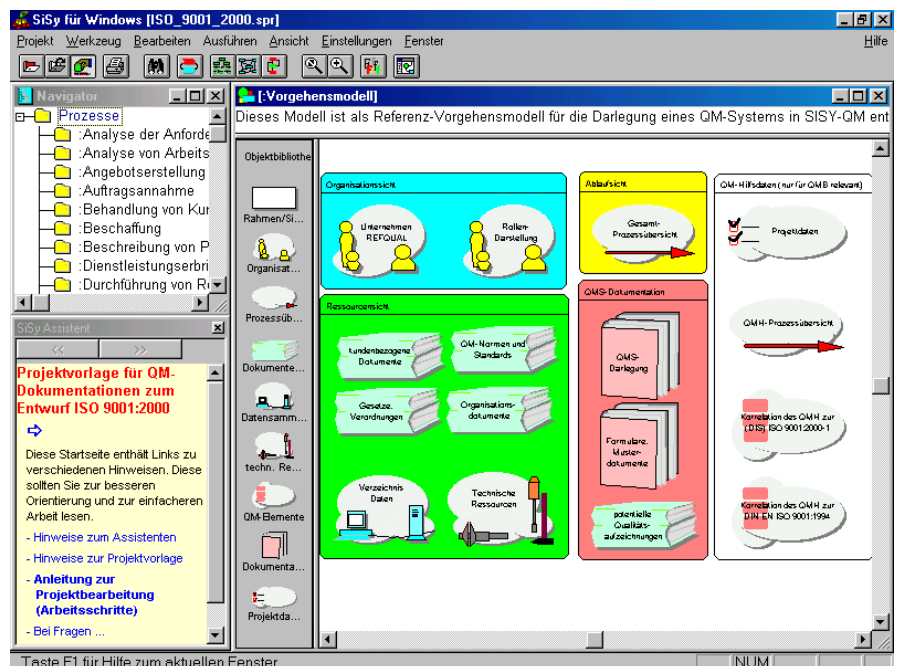 SiSy für Windows [ISO_9001_2000.spr]
Projekt Werkzeug Bearbeiten Ausführen Ansicht Einstellungen Fenster Hilfe
Navigator
Prozesse
:Analyse der Anforde
:Analyse von Arbeits
:Angebotserstellung
:Auftragsannahme
:Behandlung von Kur
:Beschaffung
:Beschreibung von P
:Dienstleistungserbri
:Durchführung von Re
SiSy Assistent
<< >>
Projektvorlage für QM-
Dokumentationen zum
Entwurf ISO 9001:2000
Diese Startseite enthält Links zu
verschiedenen Hinweisen. Diese
sollten Sie zur besseren
Orientierung und zur einfacheren
Arbeit lesen.
- Hinweise zum Assistenten
- Hinweise zur Projektvorlage
- Anleitung zur
Projektbearbeitung
(Arbeitsschritte)
- Bei Fragen ...
[:Vorgehensmodell]
Dieses Modell ist als Referenz-Vorgehensmodell für die Darlegung eines QM-Systems in SISY-QM ent
Objektbibliothe
Rahmen/Si...
Organisat...
Prozessüb...
Dokumente...
Datensamm...
techn. Re...
QM-Elemente
Dokumenta...
Projektda...
Organisationssicht
Unternehmen
REFQUAL
Rollen-
Darstellung
Ressourcensicht
kundenbezogene
Dokumente
QM-Normen und
Standards
Gesetze,
Verordnungen
Organisations-
dokumente
Verzeichnis
Daten
Technische
Ressourcen
Ablaufsicht
Gesamt-
Prozessübersicht
QMS-Dokumentation
QMS-
Darlegung
Formulare,
Muster-
dokumente
potentielle
Qualitäts-
aufzeichnungen
QM-Hilfsdaten (nur für QMB relevant)
Projektdaten
QMH-Prozessübersicht
Korrelation des QMH zur
(DIS) ISO 9001:2000-1
Korrelation des QMH zur
DIN EN ISO 9001:1994
Taste F1 für Hilfe zum aktuellen Fenster
NUM